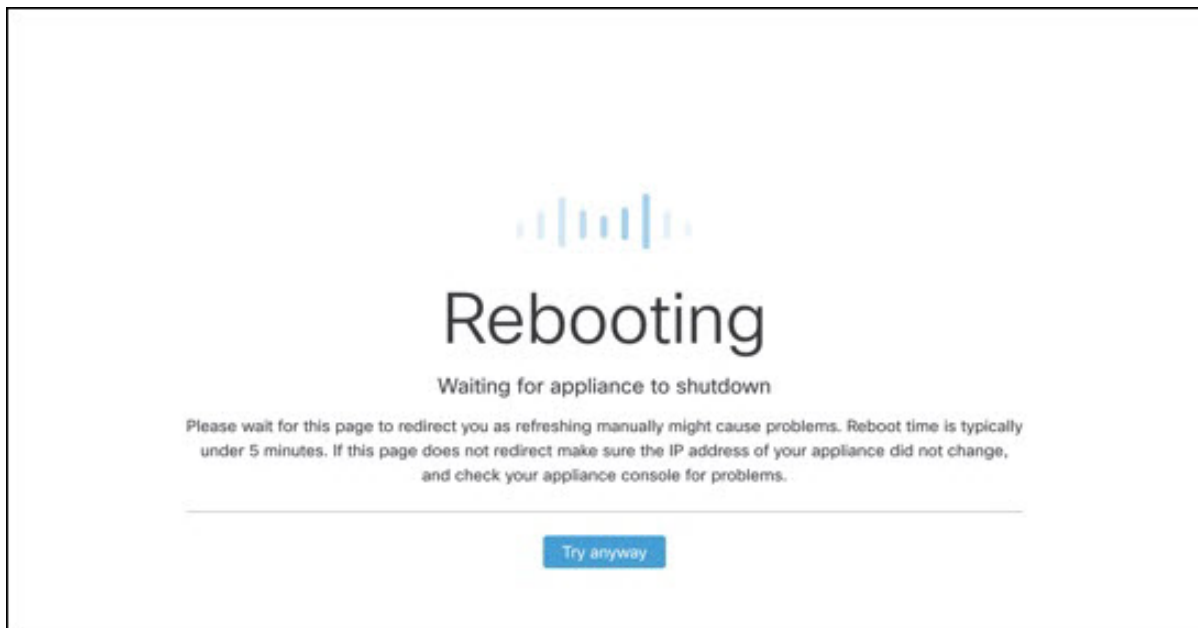 Rebooting
Waiting for appliance to shutdown
Please wait for this page to redirect you as refreshing manually might cause problems. Reboot time is typically
under 5 minutes. If this page does not redirect make sure the IP address of your appliance did not change,
and check your appliance console for problems.
Try anyway